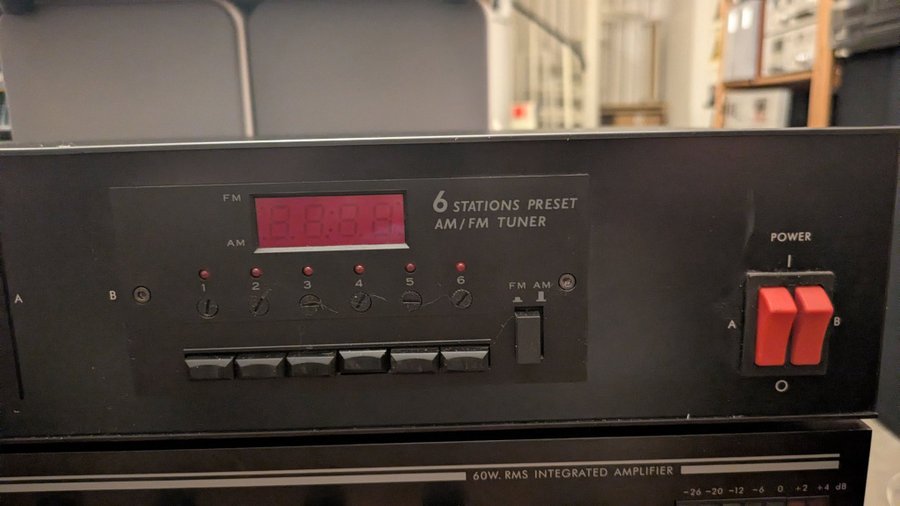 FM
AM
6 STATIONS PRESET
AM/FM TUNER
1 2 3 4 5 6
FM AM
A
B
POWER
I
A
B
O
60W. RMS INTEGRATED AMPLIFIER
-26 -20 -12 -6 0 +2 +4 dB